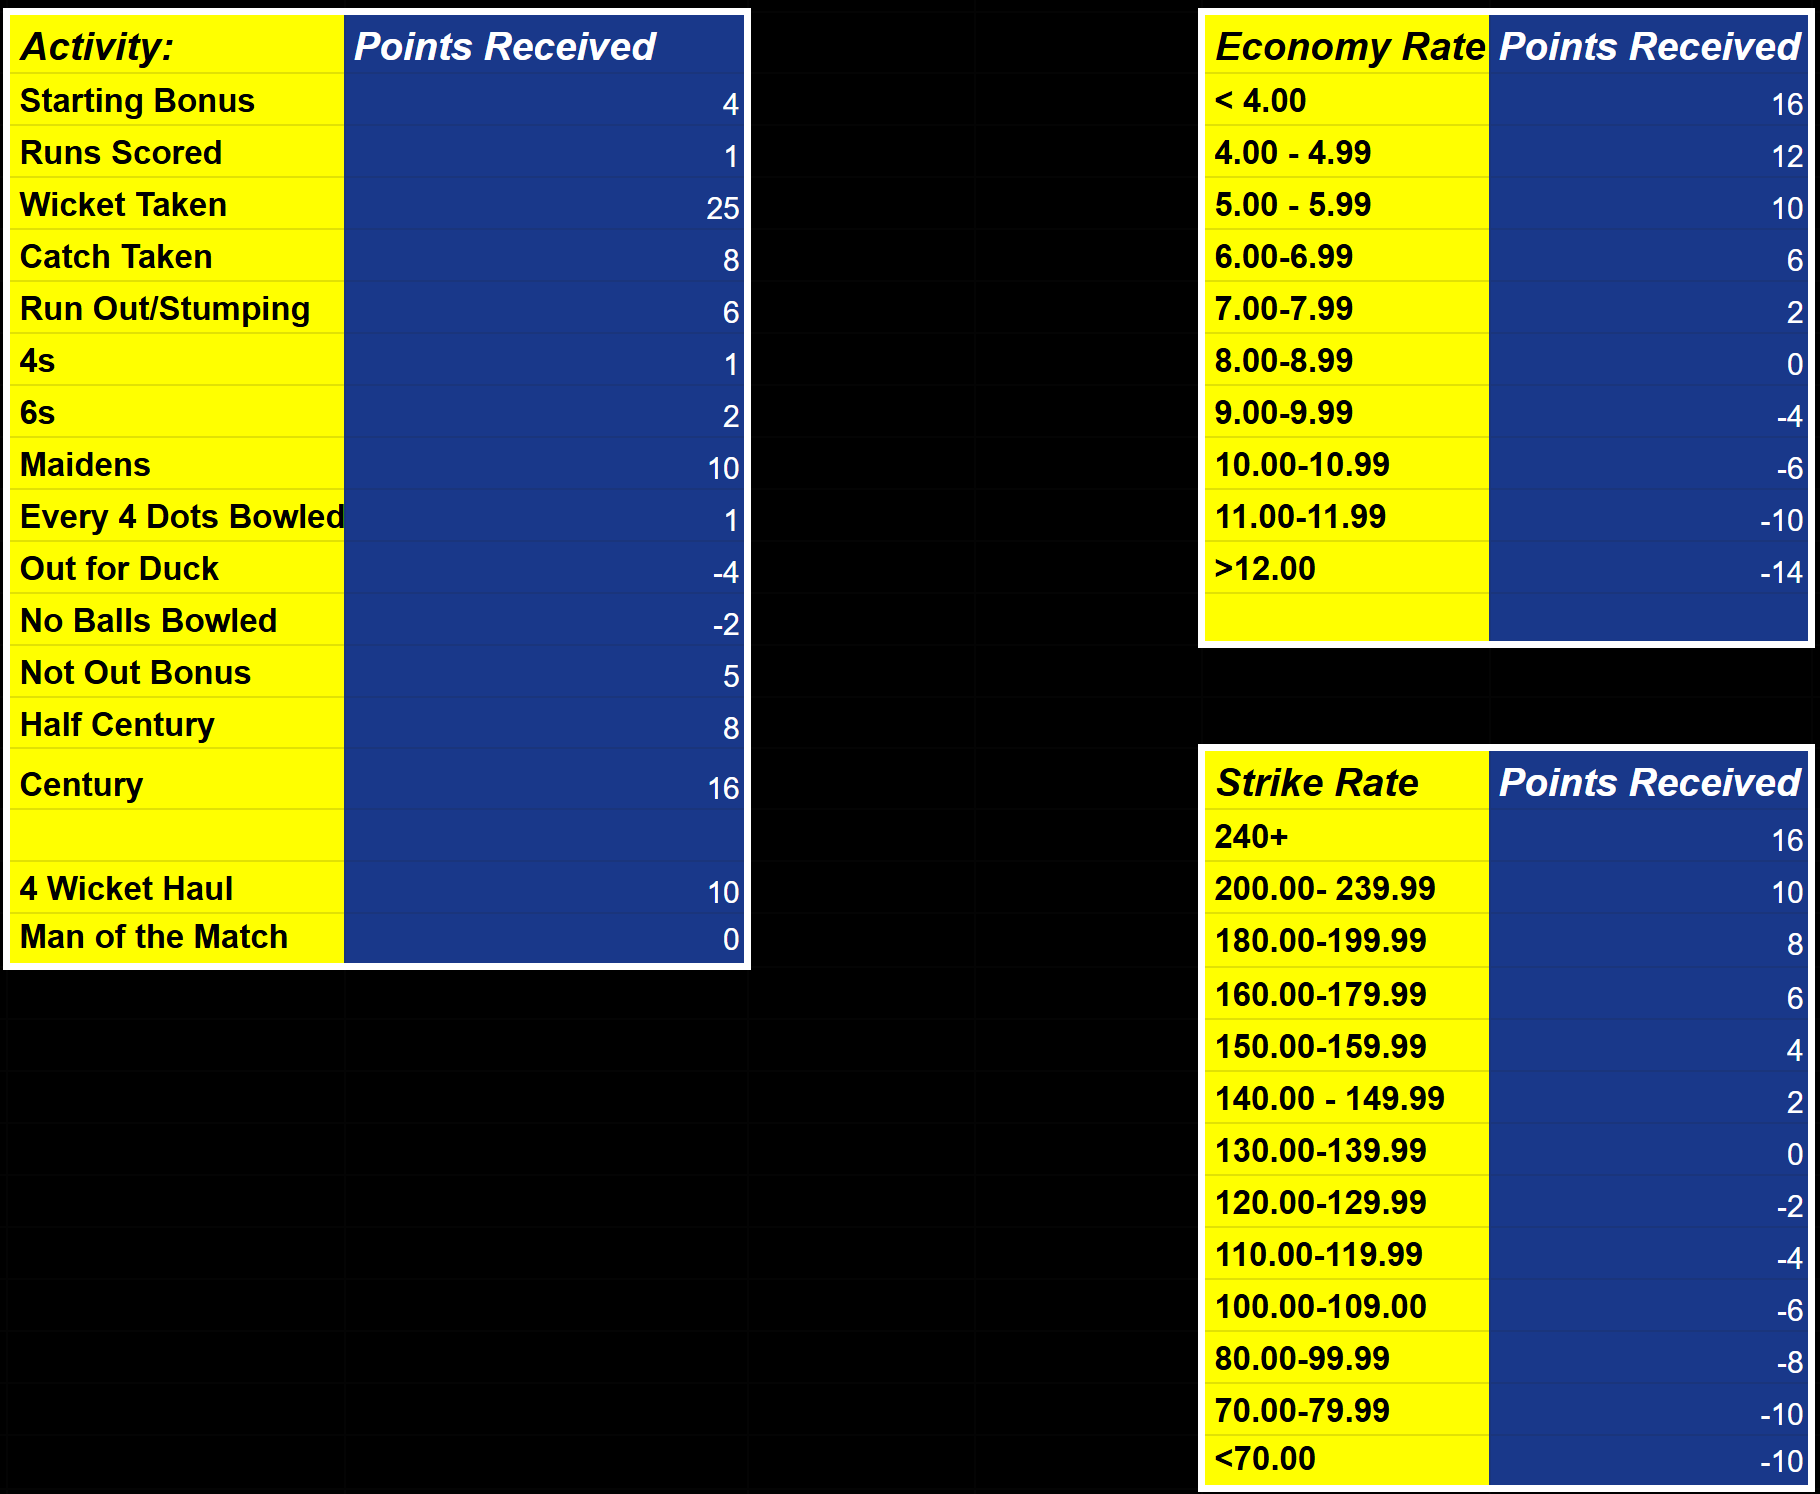 Activity: Points Received
Starting Bonus 4
Runs Scored 1
Wicket Taken 25
Catch Taken 8
Run Out/Stumping 6
4s 1
6s 2
Maidens 10
Every 4 Dots Bowled 1
Out for Duck -4
No Balls Bowled -2
Not Out Bonus 5
Half Century 8
Century 16
4 Wicket Haul 10
Man of the Match 0
Economy Rate Points Received
< 4.00 16
4.00 - 4.99 12
5.00 - 5.99 10
6.00-6.99 6
7.00-7.99 2
8.00-8.99 0
9.00-9.99 -4
10.00-10.99 -6
11.00-11.99 -10
>12.00 -14
Strike Rate Points Received
240+ 16
200.00- 239.99 10
180.00-199.99 8
160.00-179.99 6
150.00-159.99 4
140.00 - 149.99 2
130.00-139.99 0
120.00-129.99 -2
110.00-119.99 -4
100.00-109.00 -6
80.00-99.99 -8
70.00-79.99 -10
<70.00 -10